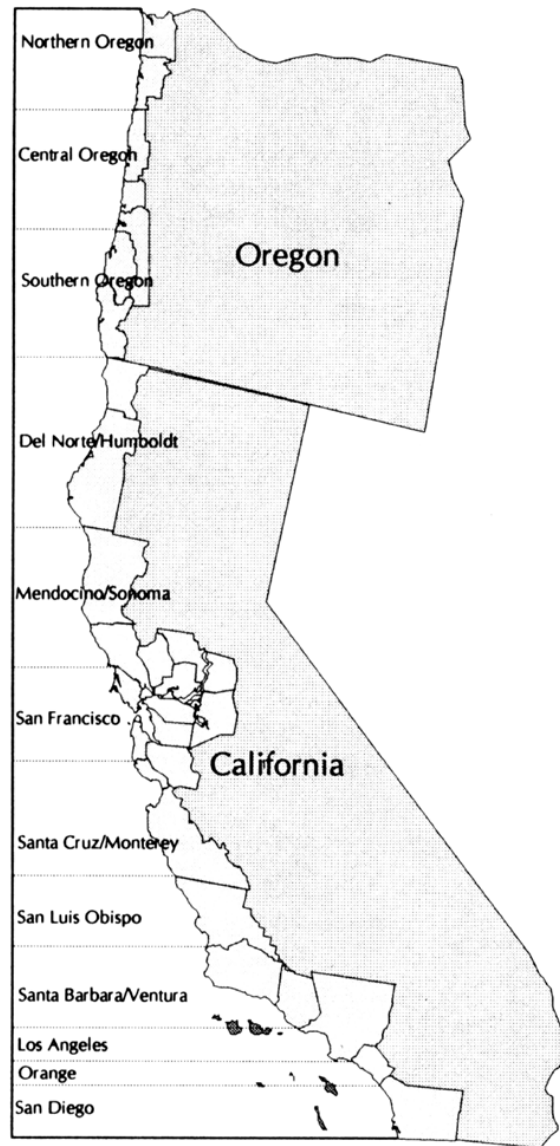 Northern Oregon
Central Oregon
Oregon
Southern Oregon
Del Norte/Humboldt
Mendocino/Sonoma
San Francisco
California
Santa Cruz/Monterey
San Luis Obispo
Santa Barbara/Ventura
Los Angeles
Orange
San Diego